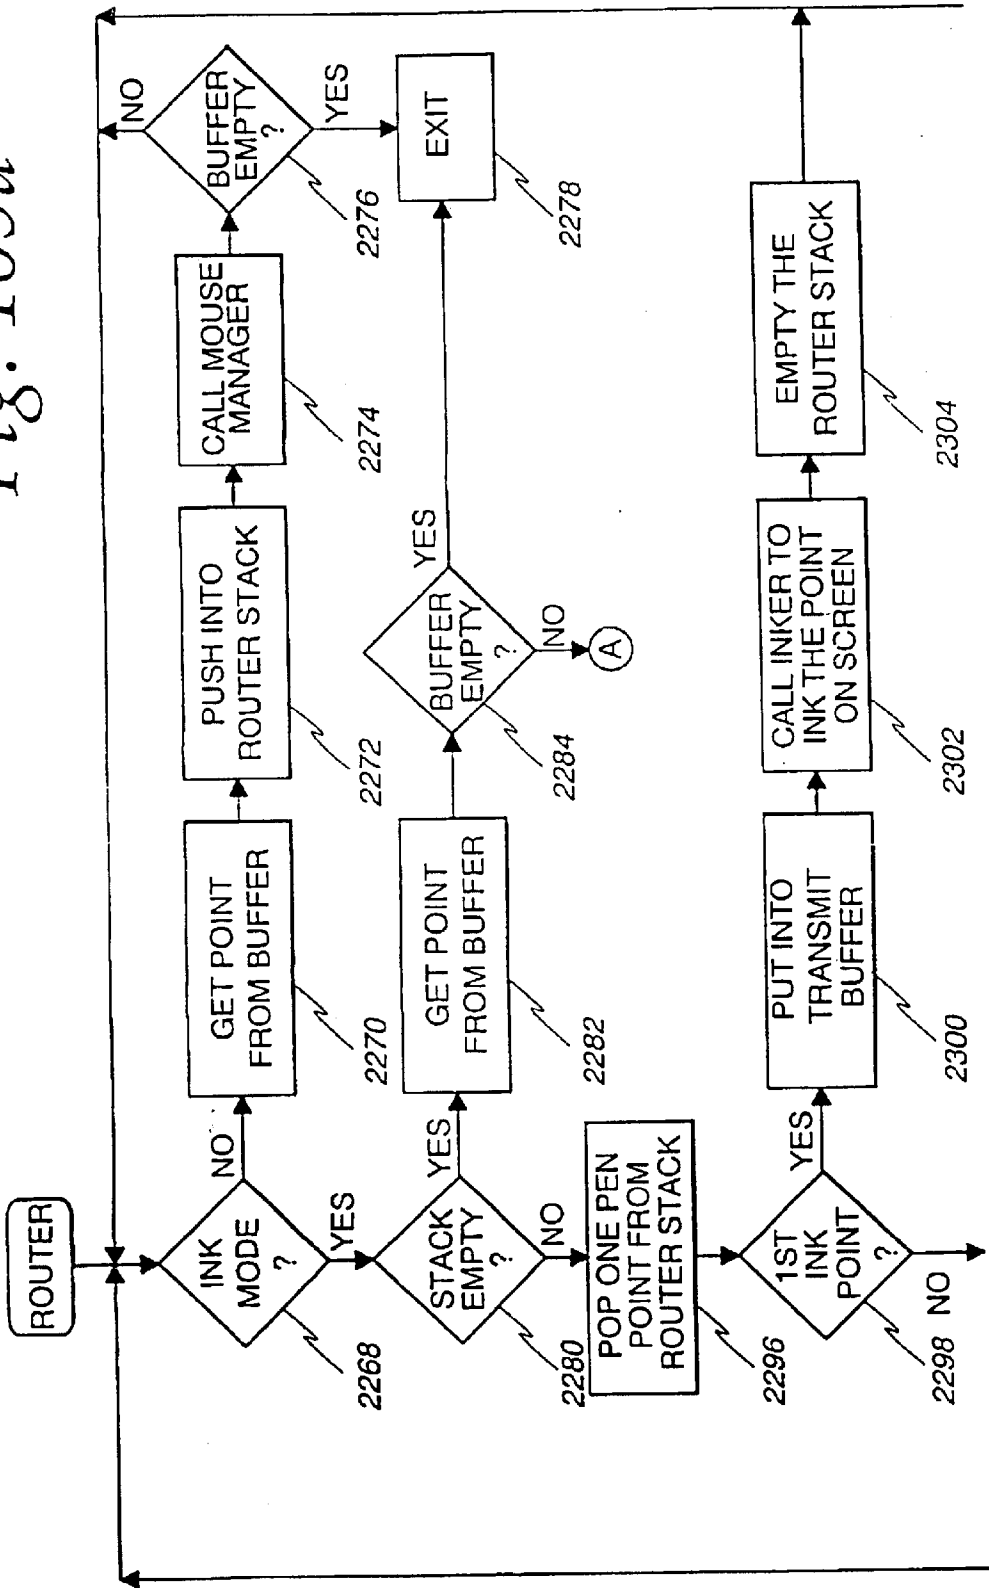 ROUTER
INK
MODE
?
2268
NO
YES
GET POINT
FROM BUFFER
2270
PUSH INTO
ROUTER STACK
2272
CALL MOUSE
MANAGER
2274
BUFFER
EMPTY
?
2276
NO
YES
EXIT
2278
STACK
EMPTY
?
2280
YES
NO
GET POINT
FROM BUFFER
2282
BUFFER
EMPTY
?
2284
YES
NO
A
POP ONE PEN
POINT FROM
ROUTER STACK
2296
1ST
INK
POINT
?
2298
YES
NO
PUT INTO
TRANSMIT
BUFFER
2300
CALL INKER TO
INK THE POINT
ON SCREEN
2302
EMPTY THE
ROUTER STACK
2304